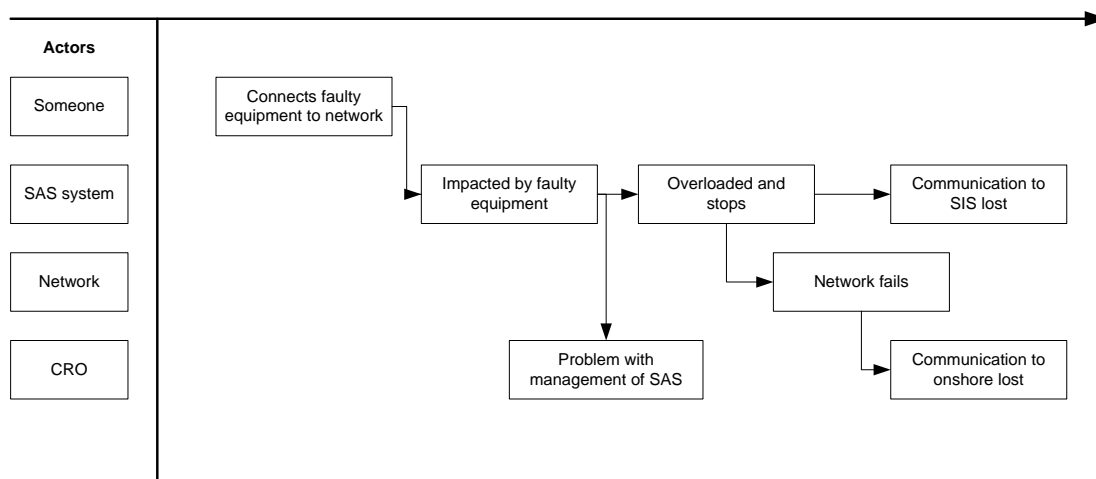 Actors
Someone
Connects faulty
equipment to network
SAS system
Impacted by faulty
equipment
Overloaded and
stops
Communication to
SIS lost
Network
Network fails
CRO
Problem with
management of SAS
Communication to
onshore lost